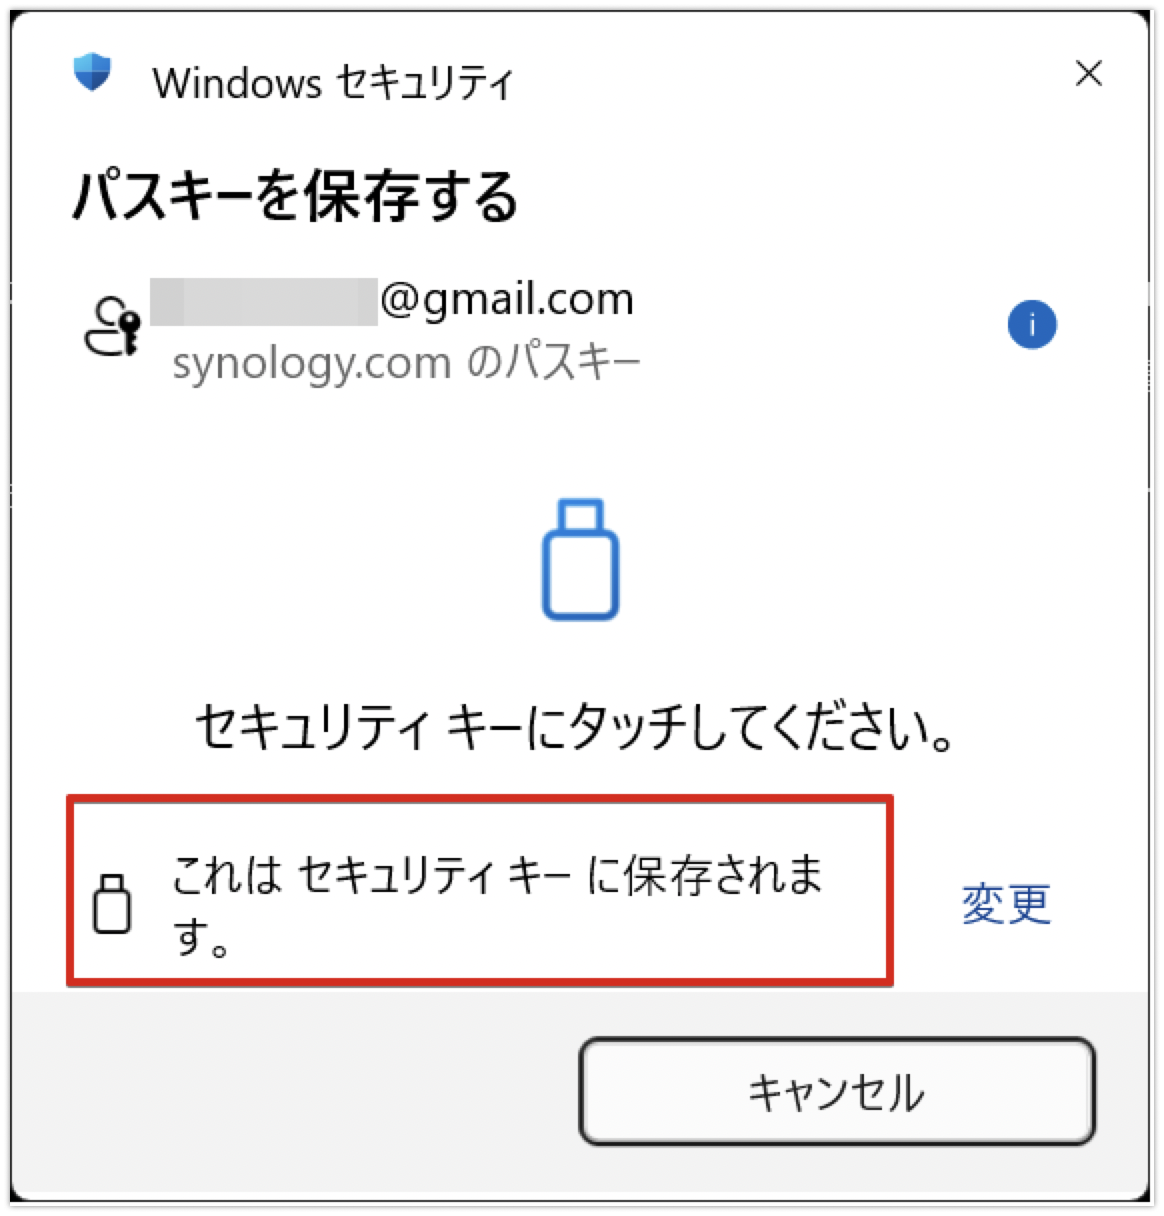 Windows セキュリティ
パスキーを保存する
@gmail.com
synology.com のパスキー
セキュリティ キーにタッチしてください。
これは セキュリティ キー に保存されま
す。
変更
キャンセル